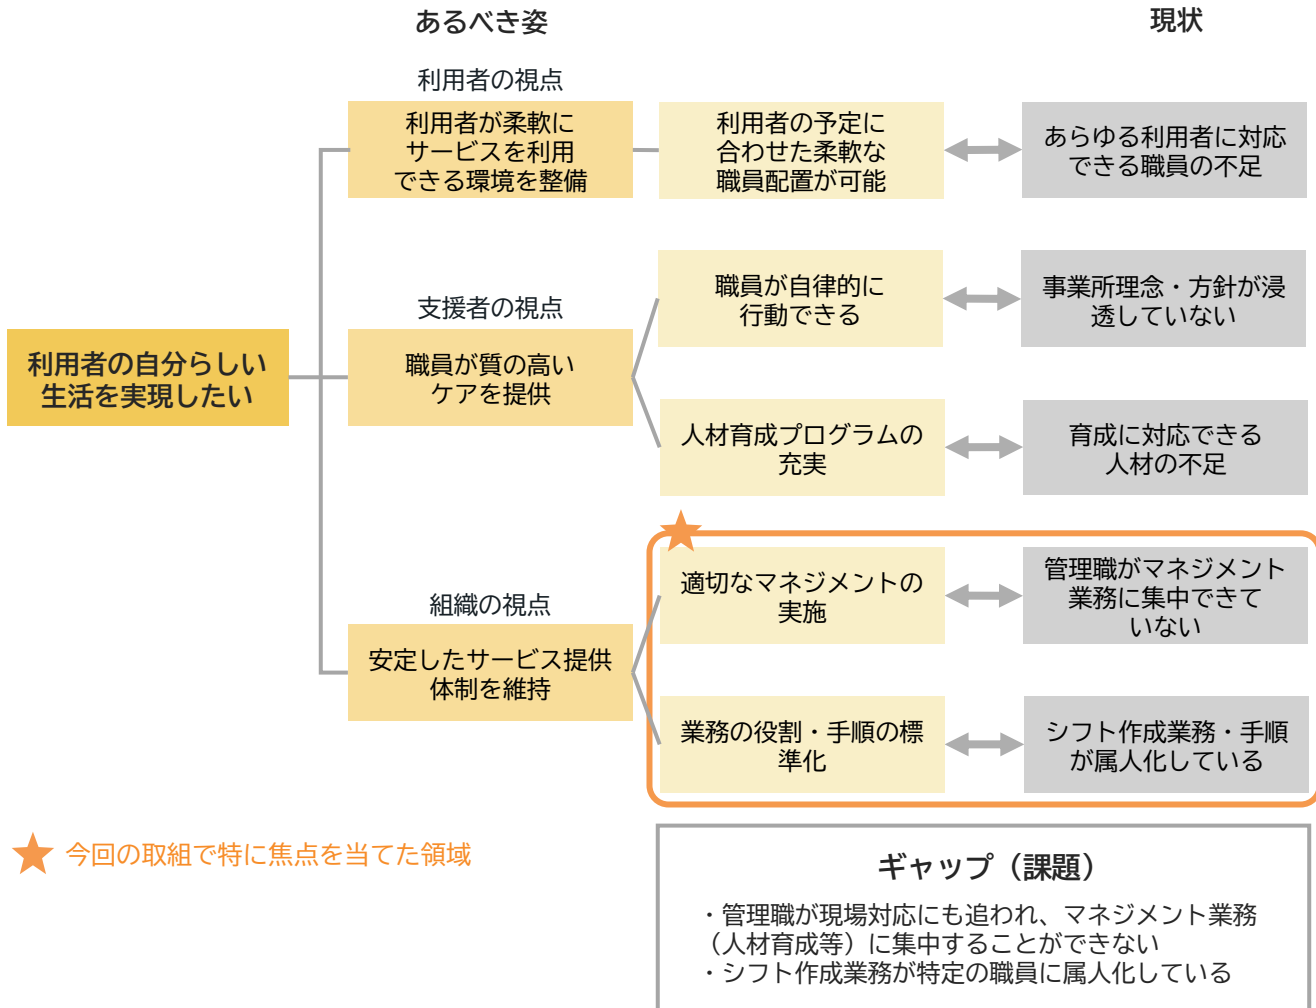 あるべき姿
現状
利用者の視点
利用者が柔軟に
サービスを利用
できる環境を整備
利用者の予定に
合わせた柔軟な
職員配置が可能
あらゆる利用者に対応
できる職員の不足
支援者の視点
職員が自律的に
行動できる
事業所理念・方針が浸
透していない
利用者の自分らしい
生活を実現したい
職員が質の高い
ケアを提供
人材育成プログラムの
充実
育成に対応できる
人材の不足
組織の視点
適切なマネジメントの
実施
管理職がマネジメント
業務に集中できて
いない
安定したサービス提供
体制を維持
業務の役割・手順の標
準化
シフト作成業務・手順
が属人化している
今回の取組で特に焦点を当てた領域
ギャップ（課題）
・管理職が現場対応にも追われ、マネジメント業務
（人材育成等）に集中することができない
・シフト作成業務が特定の職員に属人化している